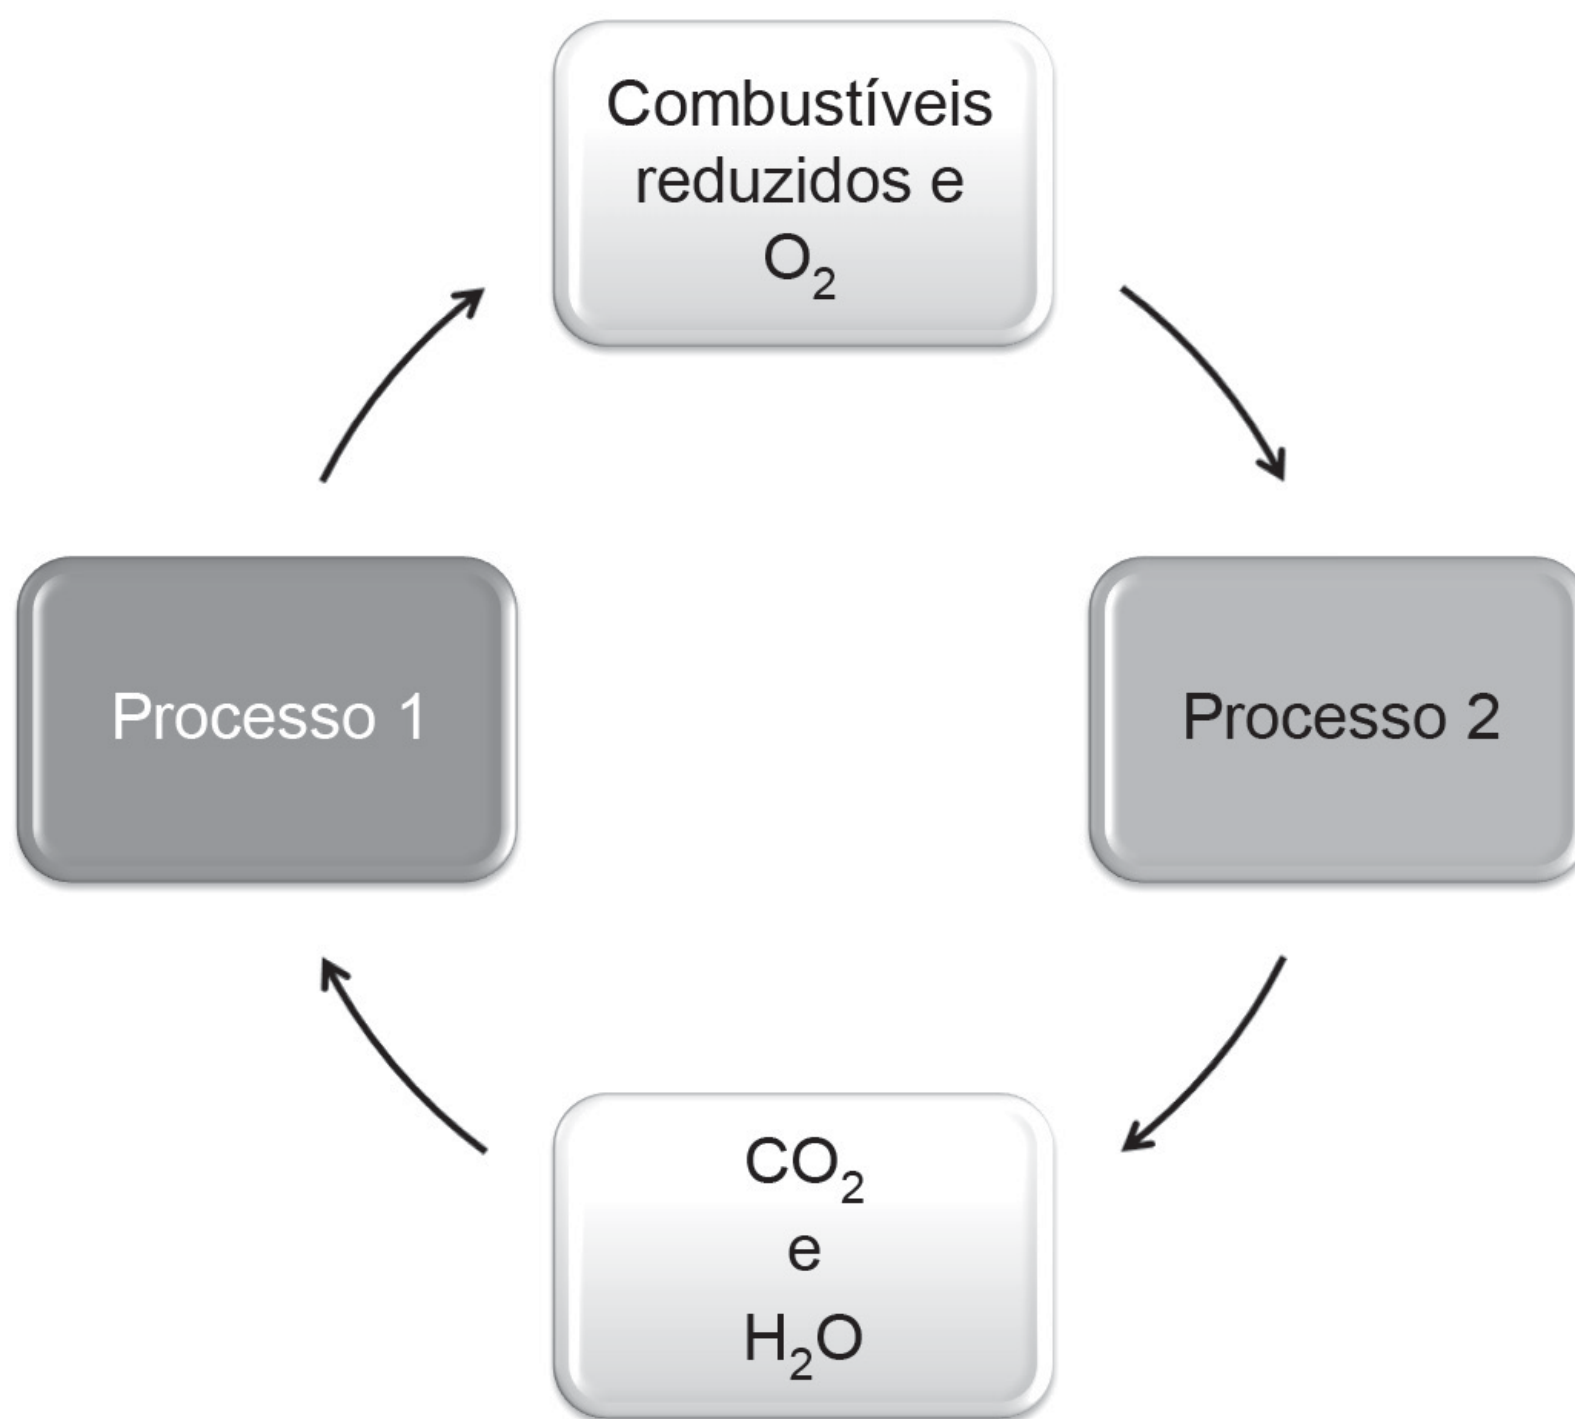 Combustíveis
reduzidos e
O₂
Processo 1
Processo 2
CO₂
e
H₂O